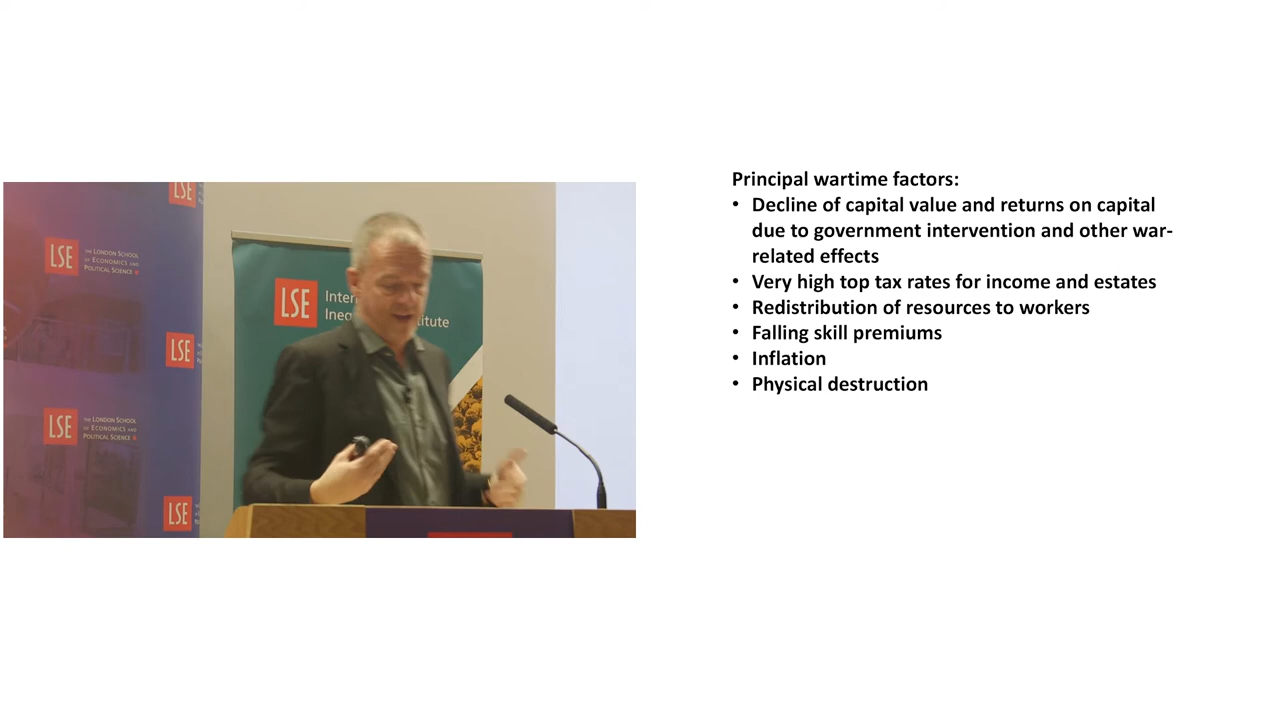 LSE
LSE
THE LONDON SCHOOL
OF ECONOMICS AND
POLITICAL SCIENCE
LSE
LSE
THE LONDON SCHOOL
OF ECONOMICS AND
POLITICAL SCIENCE
LSE
LSE
Principal wartime factors:
• Decline of capital value and returns on capital
due to government intervention and other war-
related effects
• Very high top tax rates for income and estates
• Redistribution of resources to workers
• Falling skill premiums
• Inflation
• Physical destruction